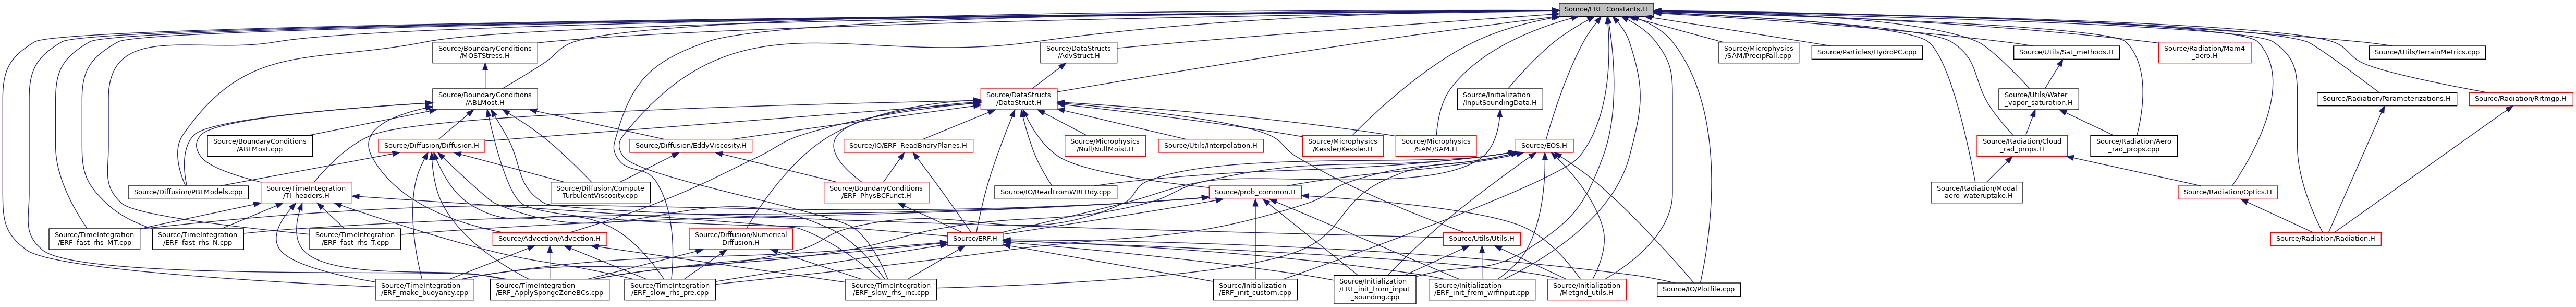 Source/ERF_Constants.H
Source/BoundaryConditions
/MOSTStress.H
Source/DataStructs
/AdvStruct.H
Source/Microphysics
/SAM/PrecipFall.cpp
Source/Particles/HydroPC.cpp
Source/Utils/Sat_methods.H
Source/Radiation/Mam4
_aero.H
Source/Utils/TerrainMetrics.cpp
Source/BoundaryConditions
/ABLMost.H
Source/DataStructs
/DataStruct.H
Source/Initialization
/InputSoundingData.H
Source/Utils/Water
_vapor_saturation.H
Source/Radiation/Parameterizations.H
Source/Radiation/Rrtmgp.H
Source/BoundaryConditions
/ABLMost.cpp
Source/Diffusion/Diffusion.H
Source/Diffusion/EddyViscosity.H
Source/IO/ERF_ReadBndryPlanes.H
Source/Microphysics
/Null/NullMoist.H
Source/Utils/Interpolation.H
Source/Microphysics
/Kessler/Kessler.H
Source/Microphysics
/SAM/SAM.H
Source/EOS.H
Source/Radiation/Cloud
_rad_props.H
Source/Radiation/Aero
_rad_props.cpp
Source/Diffusion/PBLModels.cpp
Source/TimeIntegration
/TI_headers.H
Source/Diffusion/Compute
TurbulentViscosity.cpp
Source/BoundaryConditions
/ERF_PhysBCFunct.H
Source/IO/ReadFromWRFBdy.cpp
Source/prob_common.H
Source/Radiation/Modal
_aero_wateruptake.H
Source/Radiation/Optics.H
Source/TimeIntegration
/ERF_fast_rhs_MT.cpp
Source/TimeIntegration
/ERF_fast_rhs_N.cpp
Source/TimeIntegration
/ERF_fast_rhs_T.cpp
Source/Advection/Advection.H
Source/Diffusion/Numerical
Diffusion.H
Source/ERF.H
Source/Utils/Utils.H
Source/Radiation/Radiation.H
Source/TimeIntegration
/ERF_make_buoyancy.cpp
Source/TimeIntegration
/ERF_ApplySpongeZoneBCs.cpp
Source/TimeIntegration
/ERF_slow_rhs_pre.cpp
Source/TimeIntegration
/ERF_slow_rhs_inc.cpp
Source/Initialization
/ERF_init_custom.cpp
Source/Initialization
/ERF_init_from_input
_sounding.cpp
Source/Initialization
/ERF_init_from_wrfinput.cpp
Source/Initialization
/Metgrid_utils.H
Source/IO/Plotfile.cpp